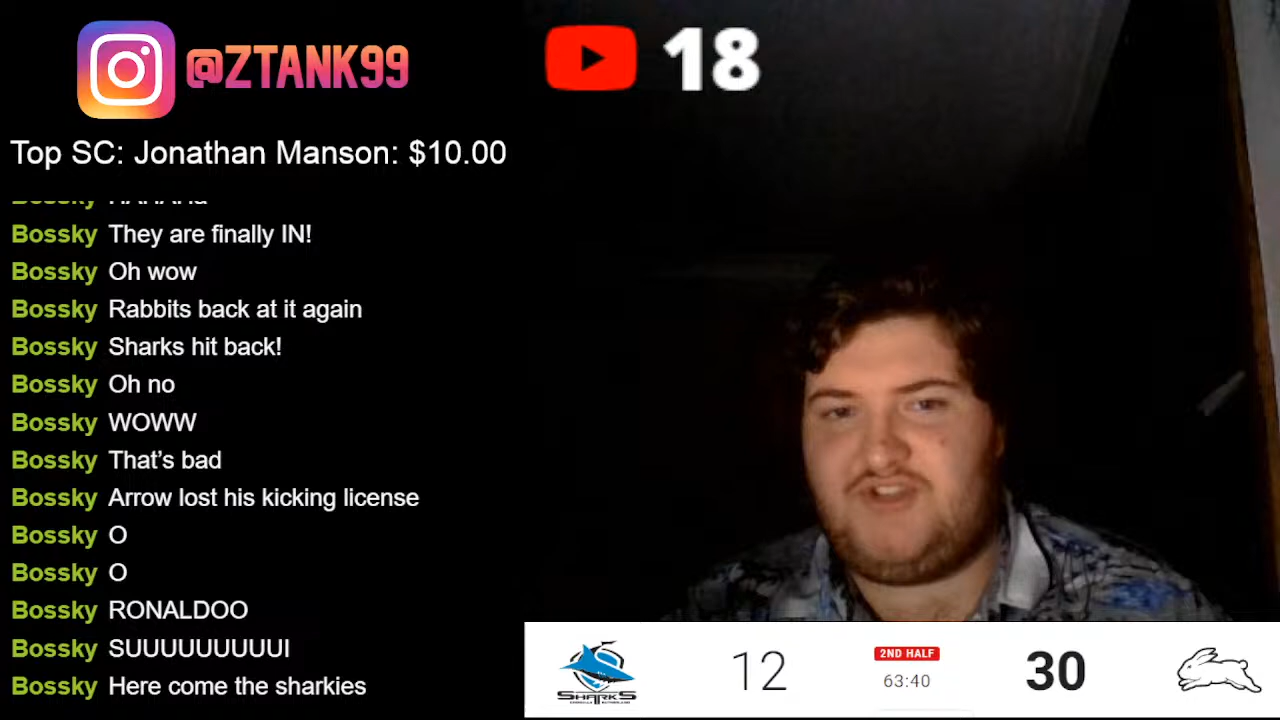 @ZTANK99
18
Top SC: Jonathan Manson: $10.00
Bossky They are finally IN!
Bossky Oh wow
Bossky Rabbits back at it again
Bossky Sharks hit back!
Bossky Oh no
Bossky WOWW
Bossky That’s bad
Bossky Arrow lost his kicking license
Bossky O
Bossky O
Bossky RONALDOO
Bossky SUUUUUUUUUI
Bossky Here come the sharkies
SHARKS
12
2ND HALF
63:40
30